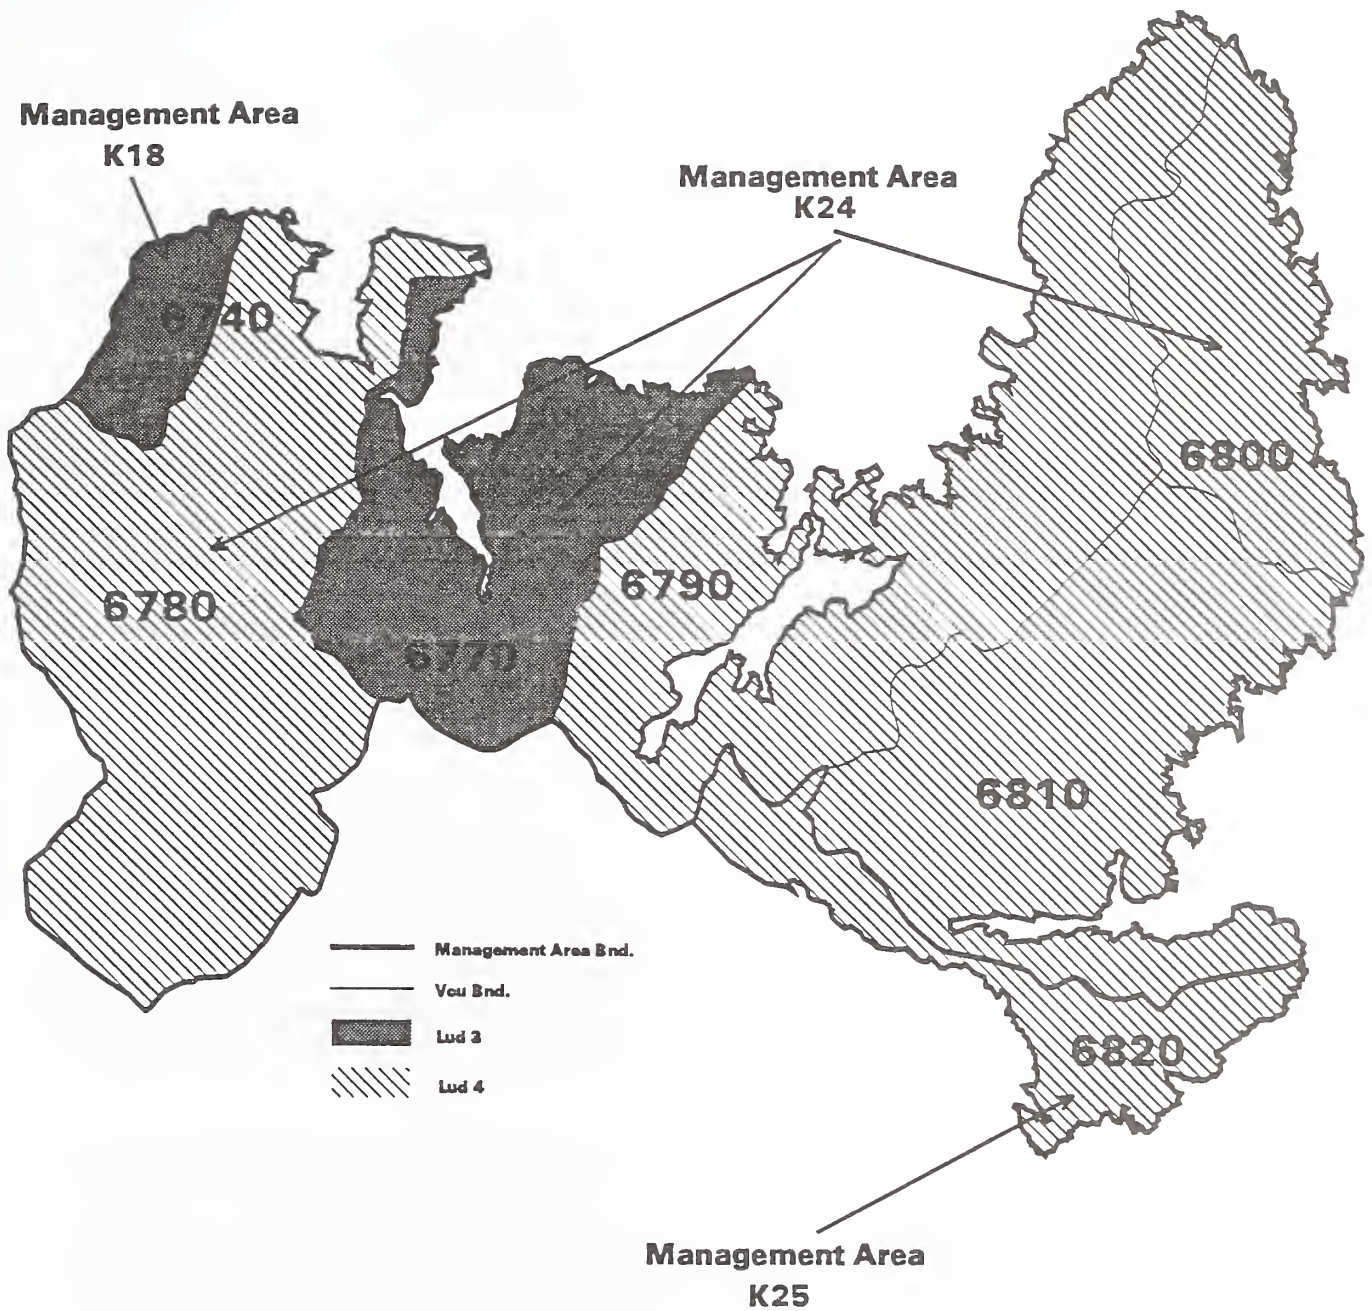 Management Area
K18
Management Area
K24
6740
6800
6790
6780
6770
6810
Management Area Bnd.
Vcu Bnd.
Lud 3
Lud 4
6820
Management Area
K25